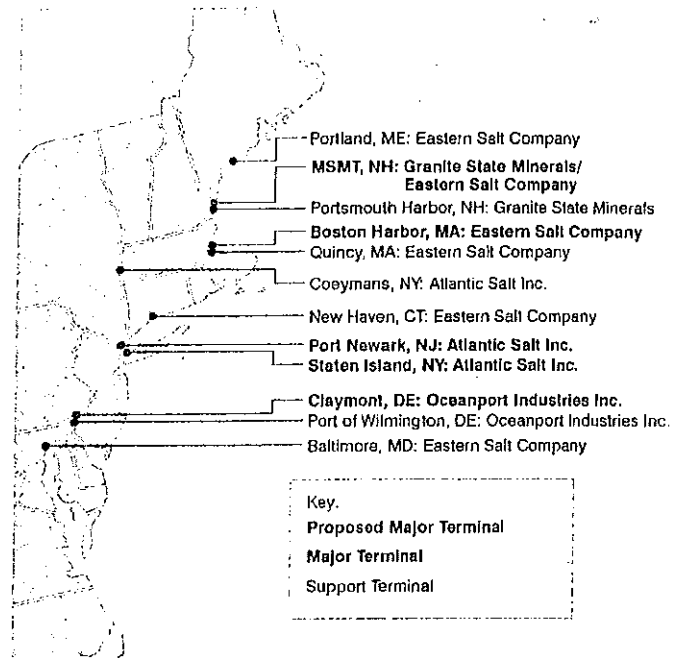 Portland, ME: Eastern Salt Company
MSMT, NH: Granite State Minerals/
Eastern Salt Company
Portsmouth Harbor, NH: Granite State Minerals
Boston Harbor, MA: Eastern Salt Company
Quincy, MA: Eastern Salt Company
Coeymans, NY: Atlantic Salt Inc.
New Haven, CT: Eastern Salt Company
Port Newark, NJ: Atlantic Salt Inc.
Staten Island, NY: Atlantic Salt Inc.
Claymont, DE: Oceanport Industries Inc.
Port of Wilmington, DE: Oceanport Industries Inc.
Baltimore, MD: Eastern Salt Company
Key.
Proposed Major Terminal
Major Terminal
Support Terminal